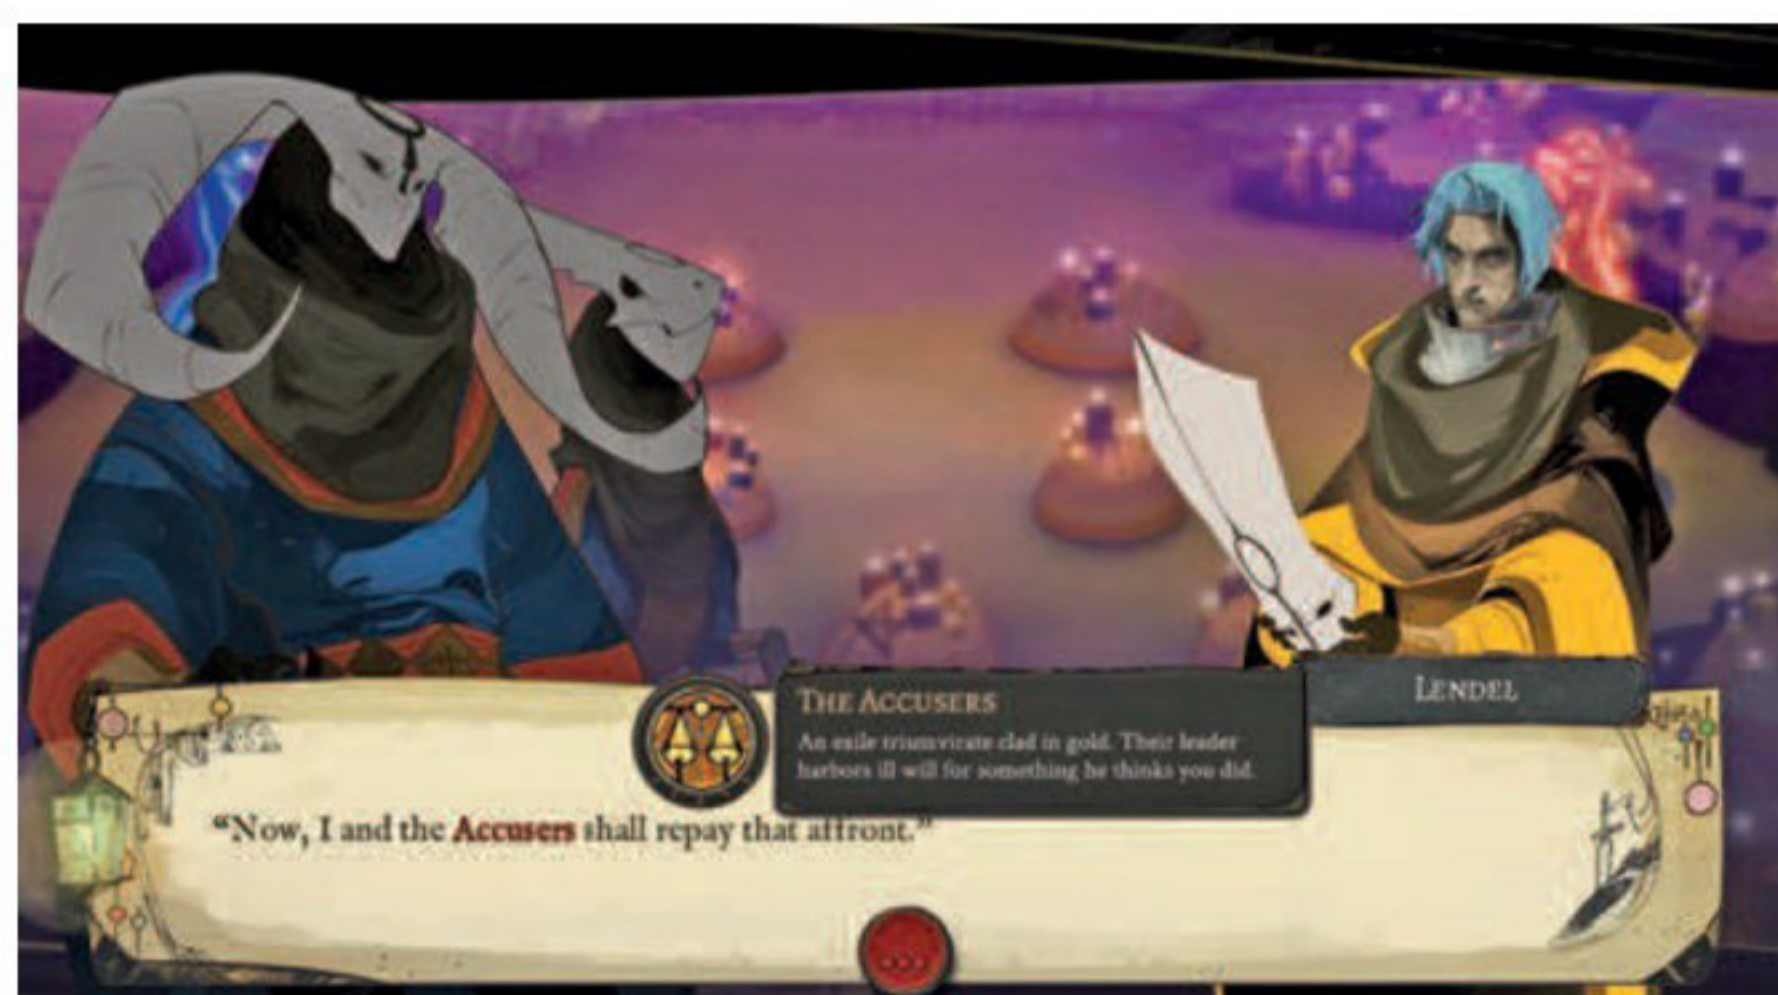 THE ACCUSERS
An exile triumvirate clad in gold. Their leader
harbors ill will for something he thinks you did.
LENDEL
“Now, I and the Accusers shall repay that affront.”